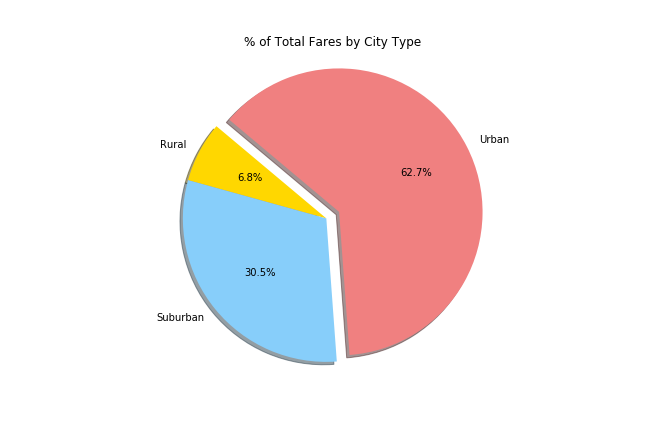 % of Total Fares by City Type
Urban
Rural
62.7%
6.8%
30.5%
Suburban